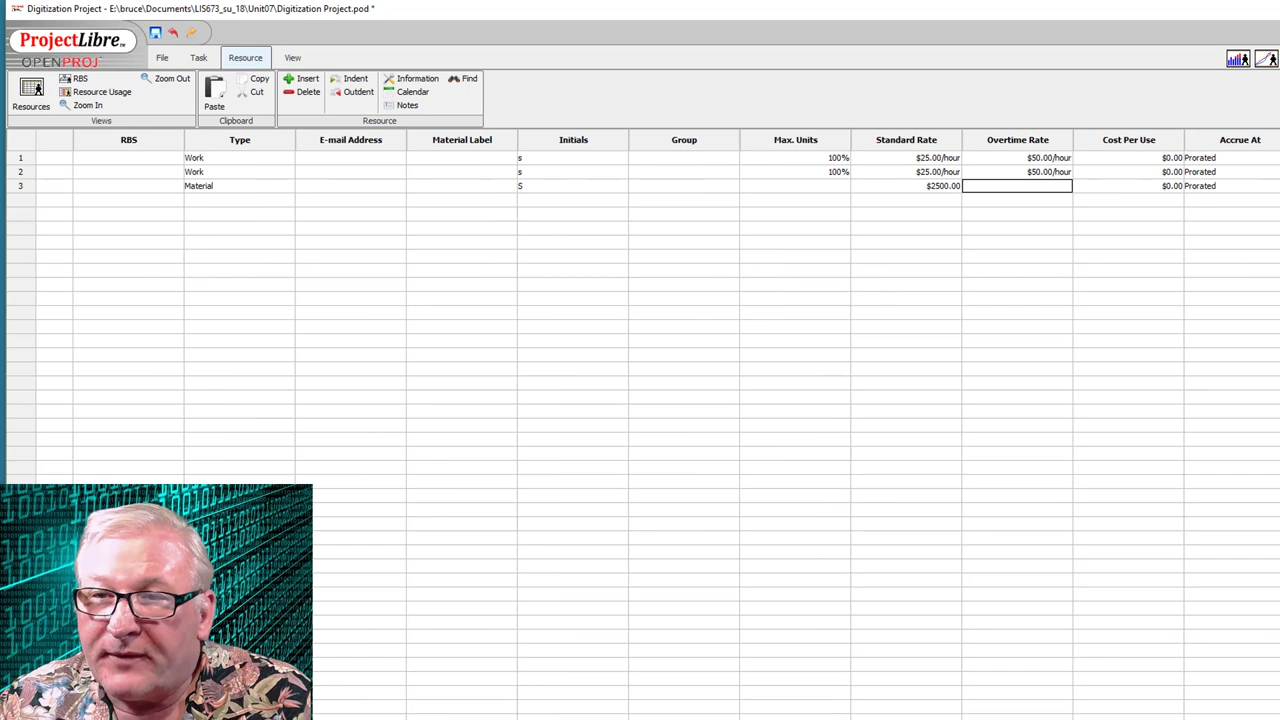 Digitization Project - E:\bruce\Documents\LIS673_su_18\Unit07\Digitization Project.pod *
ProjectLibre™
OPENPROJ
File Task Resource View
RBS
Zoom Out
Resource Usage
Resources
Zoom In
Views
Copy
Cut
Paste
Clipboard
Insert Indent Information Find
Delete Outdent Calendar
Notes
Resource
RBS Type E-mail Address Material Label Initials Group Max. Units Standard Rate Overtime Rate Cost Per Use Accrue At
1 Work s 100% $25.00/hour $50.00/hour $0.00 Prorated
2 Work s 100% $25.00/hour $50.00/hour $0.00 Prorated
3 Material S $2500.00 $0.00 Prorated